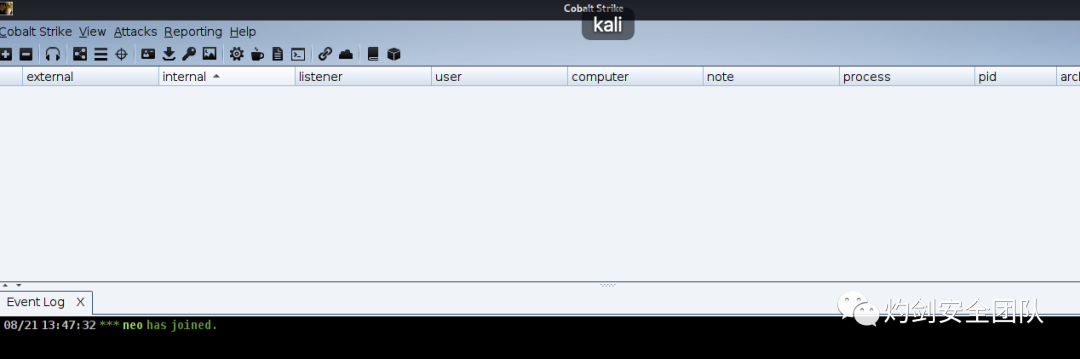 Cobalt Strike
kali
Cobalt Strike View Attacks Reporting Help
external internal listener user computer note process pid arch
Event Log X
08/21 13:47:32 *** neo has joined.
灼剑安全团队